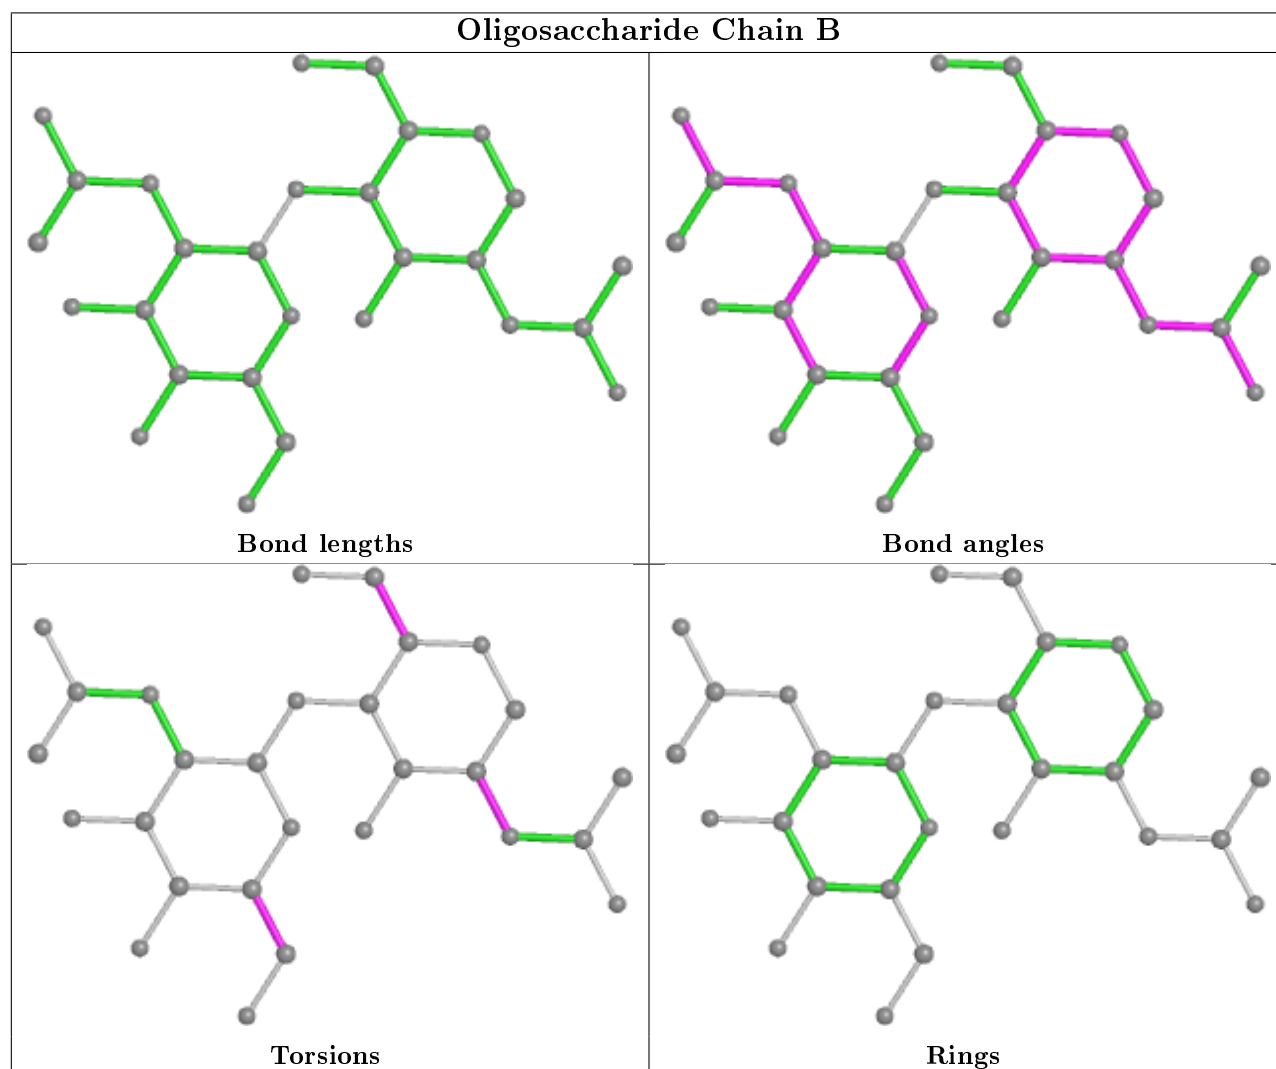 Oligosaccharide Chain B
Bond lengths
Bond angles
Torsions
Rings